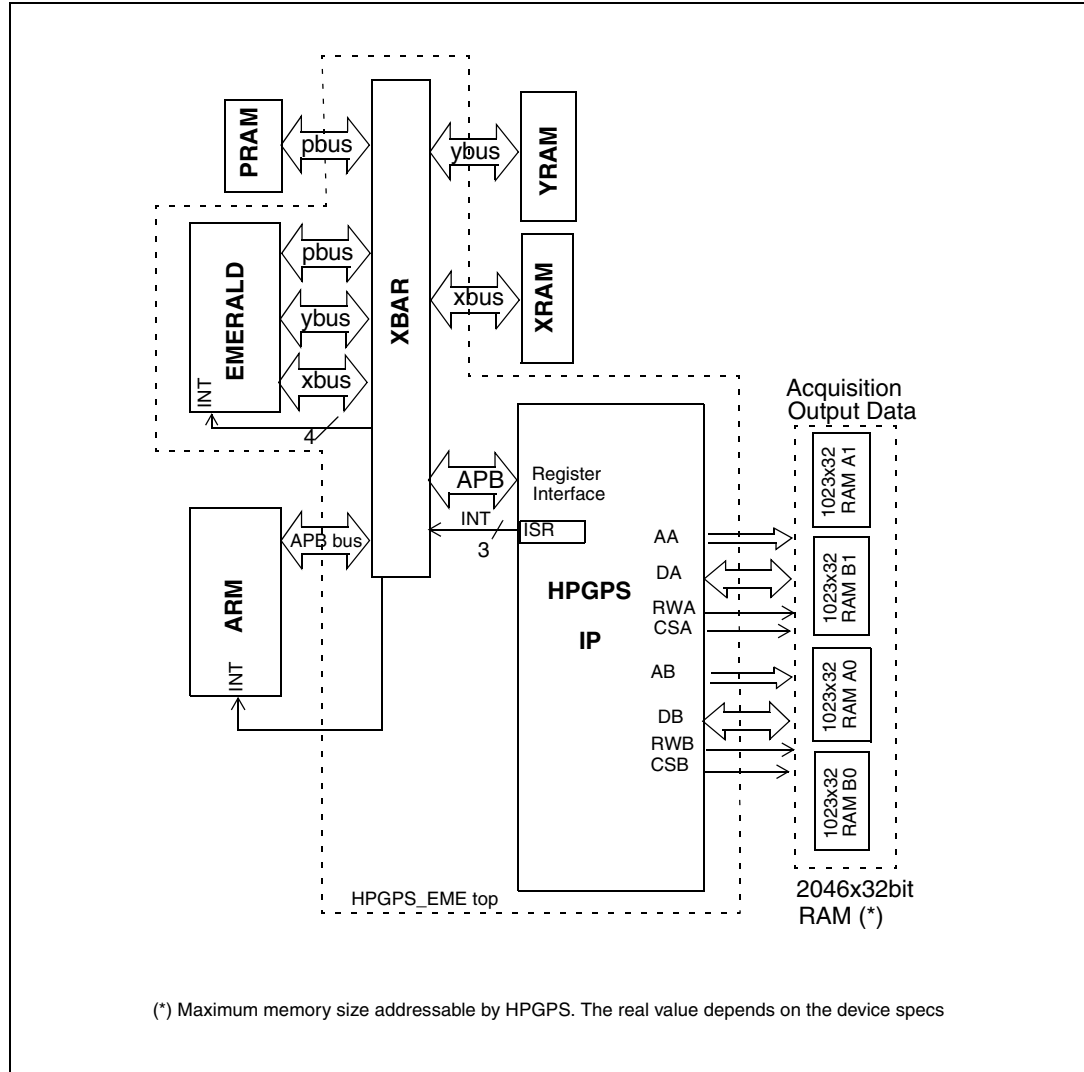 PRAM
pbus
XBAR
ybus
YRAM
EMERALD
INT
pbus
ybus
xbus
4
xbus
XRAM
Acquisition
Output Data
APB
Register
Interface
INT
3
ISR
HPGPS
IP
AA
DA
RWA
CSA
AB
DB
RWB
CSB
1023x32
RAM A1
1023x32
RAM B1
1023x32
RAM A0
1023x32
RAM B0
ARM
INT
APB bus
HPGPS_EME top
2046x32bit
RAM (*)
(*) Maximum memory size addressable by HPGPS. The real value depends on the device specs